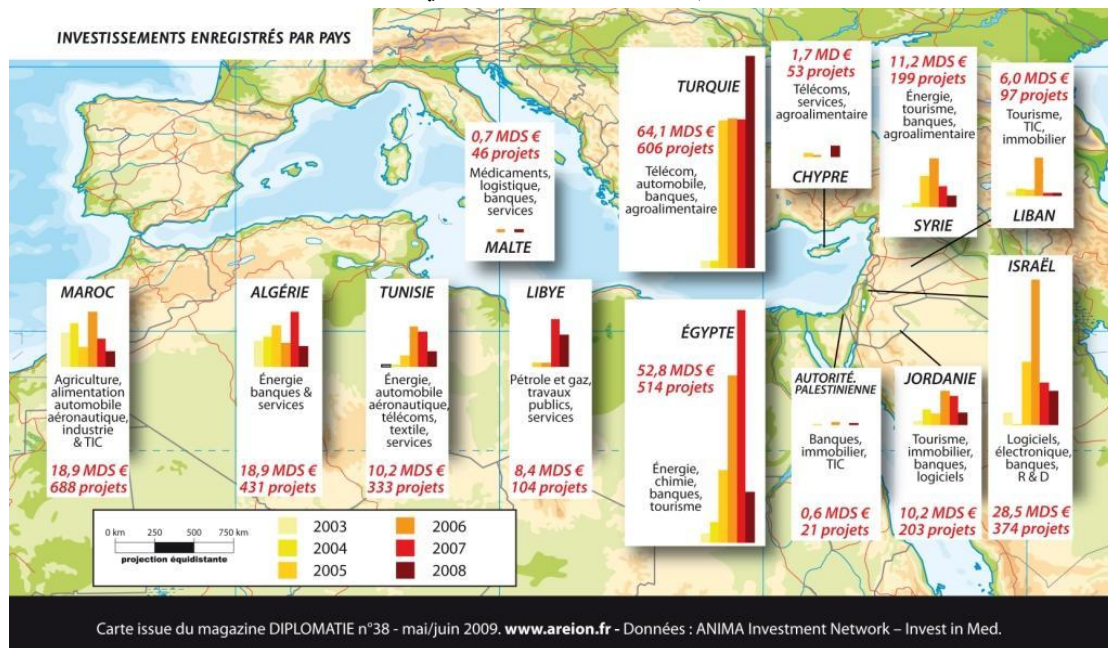 INVESTISSEMENTS ENREGISTRÉS PAR PAYS
0,7 MDS €
46 projets
Médicaments,
logistique,
banques,
services
MALTE
TURQUIE
64,1 MDS €
606 projets
Télécom,
automobile,
banques,
agroalimentaire
1,7 MD €
53 projets
Télécoms,
services,
agroalimentaire
CHYPRE
11,2 MDS €
199 projets
Énergie,
tourisme,
banques,
agroalimentaire
SYRIE
6,0 MDS €
97 projets
Tourisme,
TIC,
immobilier
LIBAN
MAROC
Agriculture,
alimentation
automobile
aéronautique,
industrie
& TIC
18,9 MDS €
688 projets
ALGÉRIE
Énergie
banques &
services
18,9 MDS €
431 projets
TUNISIE
Énergie,
automobile
aéronautique,
télécoms,
textile,
services
10,2 MDS €
333 projets
LIBYE
Pétrole et gaz,
travaux
publics,
services
8,4 MDS €
104 projets
ÉGYPTE
52,8 MDS €
514 projets
Énergie,
chimie,
banques,
tourisme
AUTORITÉ.
PALESTINIENNE
Banques,
immobilier,
TIC
0,6 MDS €
21 projets
JORDANIE
Tourisme,
immobilier,
banques,
logiciels
10,2 MDS €
203 projets
ISRAËL
Logiciels,
électronique,
banques,
R & D
28,5 MDS €
374 projets
0 km 250 500 750 km
projection équidistante
2003
2004
2005
2006
2007
2008
Carte issue du magazine DIPLOMATIE n°38 - mai/juin 2009. www.areion.fr - Données : ANIMA Investment Network – Invest in Med.